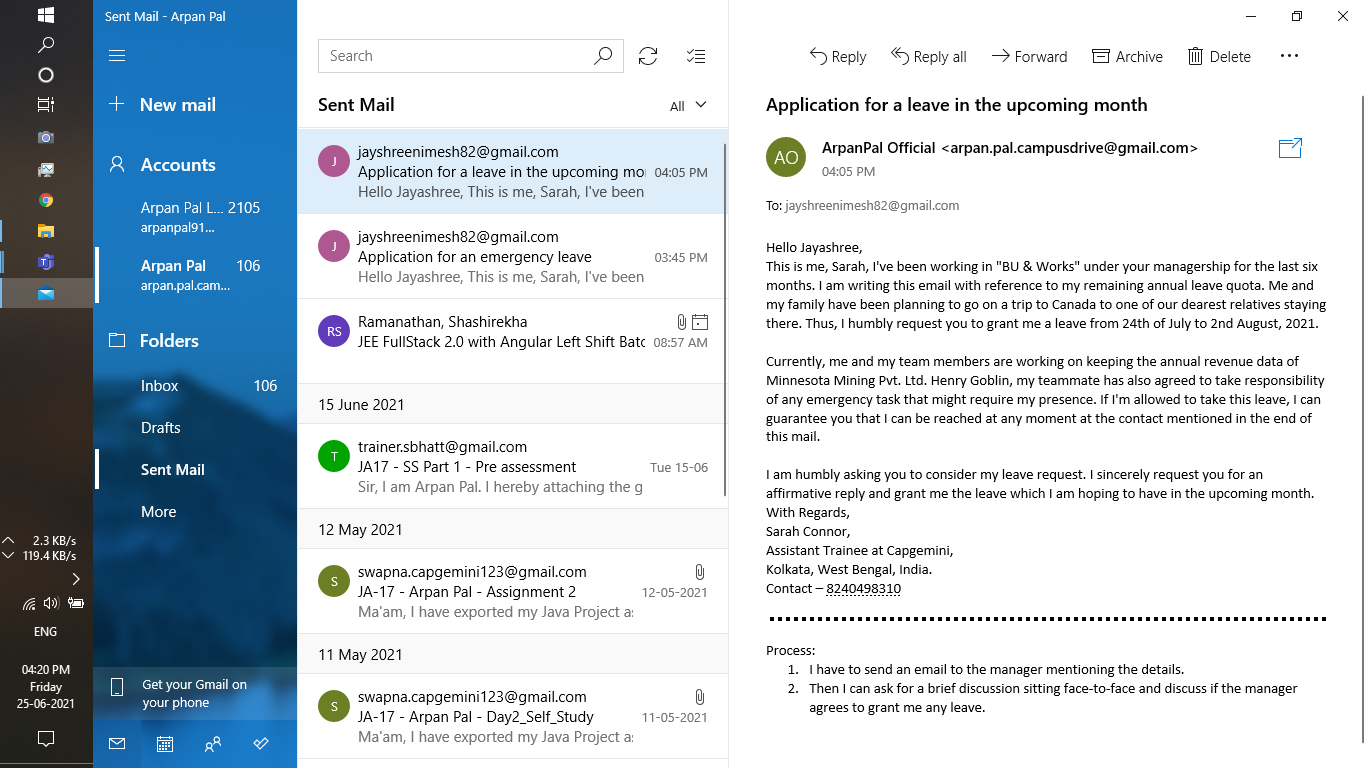 Sent Mail - Arpan Pal
New mail
Accounts
Arpan Pal L... 2105
arpanpal91...
Arpan Pal 106
arpan.pal.cam...
Folders
Inbox 106
Drafts
Sent Mail
More
Get your Gmail on
your phone
2.3 KB/s
119.4 KB/s
ENG
04:20 PM
Friday
25-06-2021
Search
Sent Mail
All
J
jayshreenimesh82@gmail.com
Application for a leave in the upcoming mo 04:05 PM
Hello Jayashree, This is me, Sarah, I've been
J
jayshreenimesh82@gmail.com
Application for an emergency leave 03:45 PM
Hello Jayashree, This is me, Sarah, I've been
RS
Ramanathan, Shashirekha
JEE FullStack 2.0 with Angular Left Shift Batc 08:57 AM
15 June 2021
T
trainer.sbhatt@gmail.com
JA17 - SS Part 1 - Pre assessment Tue 15-06
Sir, I am Arpan Pal. I hereby attaching the g
12 May 2021
S
swapna.capgemini123@gmail.com
JA-17 - Arpan Pal - Assignment 2 12-05-2021
Ma'am, I have exported my Java Project as
11 May 2021
S
swapna.capgemini123@gmail.com
JA-17 - Arpan Pal - Day2_Self_Study 11-05-2021
Ma'am, I have exported my Java Project as
Reply Reply all Forward Archive Delete
Application for a leave in the upcoming month
AO
ArpanPal Official <arpan.pal.campusdrive@gmail.com>
04:05 PM
To: jayshreenimesh82@gmail.com
Hello Jayashree,
This is me, Sarah, I've been working in "BU & Works" under your managership for the last six
months. I am writing this email with reference to my remaining annual leave quota. Me and
my family have been planning to go on a trip to Canada to one of our dearest relatives staying
there. Thus, I humbly request you to grant me a leave from 24th of July to 2nd August, 2021.
Currently, me and my team members are working on keeping the annual revenue data of
Minnesota Mining Pvt. Ltd. Henry Goblin, my teammate has also agreed to take responsibility
of any emergency task that might require my presence. If I'm allowed to take this leave, I can
guarantee you that I can be reached at any moment at the contact mentioned in the end of
this mail.
I am humbly asking you to consider my leave request. I sincerely request you for an
affirmative reply and grant me the leave which I am hoping to have in the upcoming month.
With Regards,
Sarah Connor,
Assistant Trainee at Capgemini,
Kolkata, West Bengal, India.
Contact – 8240498310
Process:
1. I have to send an email to the manager mentioning the details.
2. Then I can ask for a brief discussion sitting face-to-face and discuss if the manager
agrees to grant me any leave.